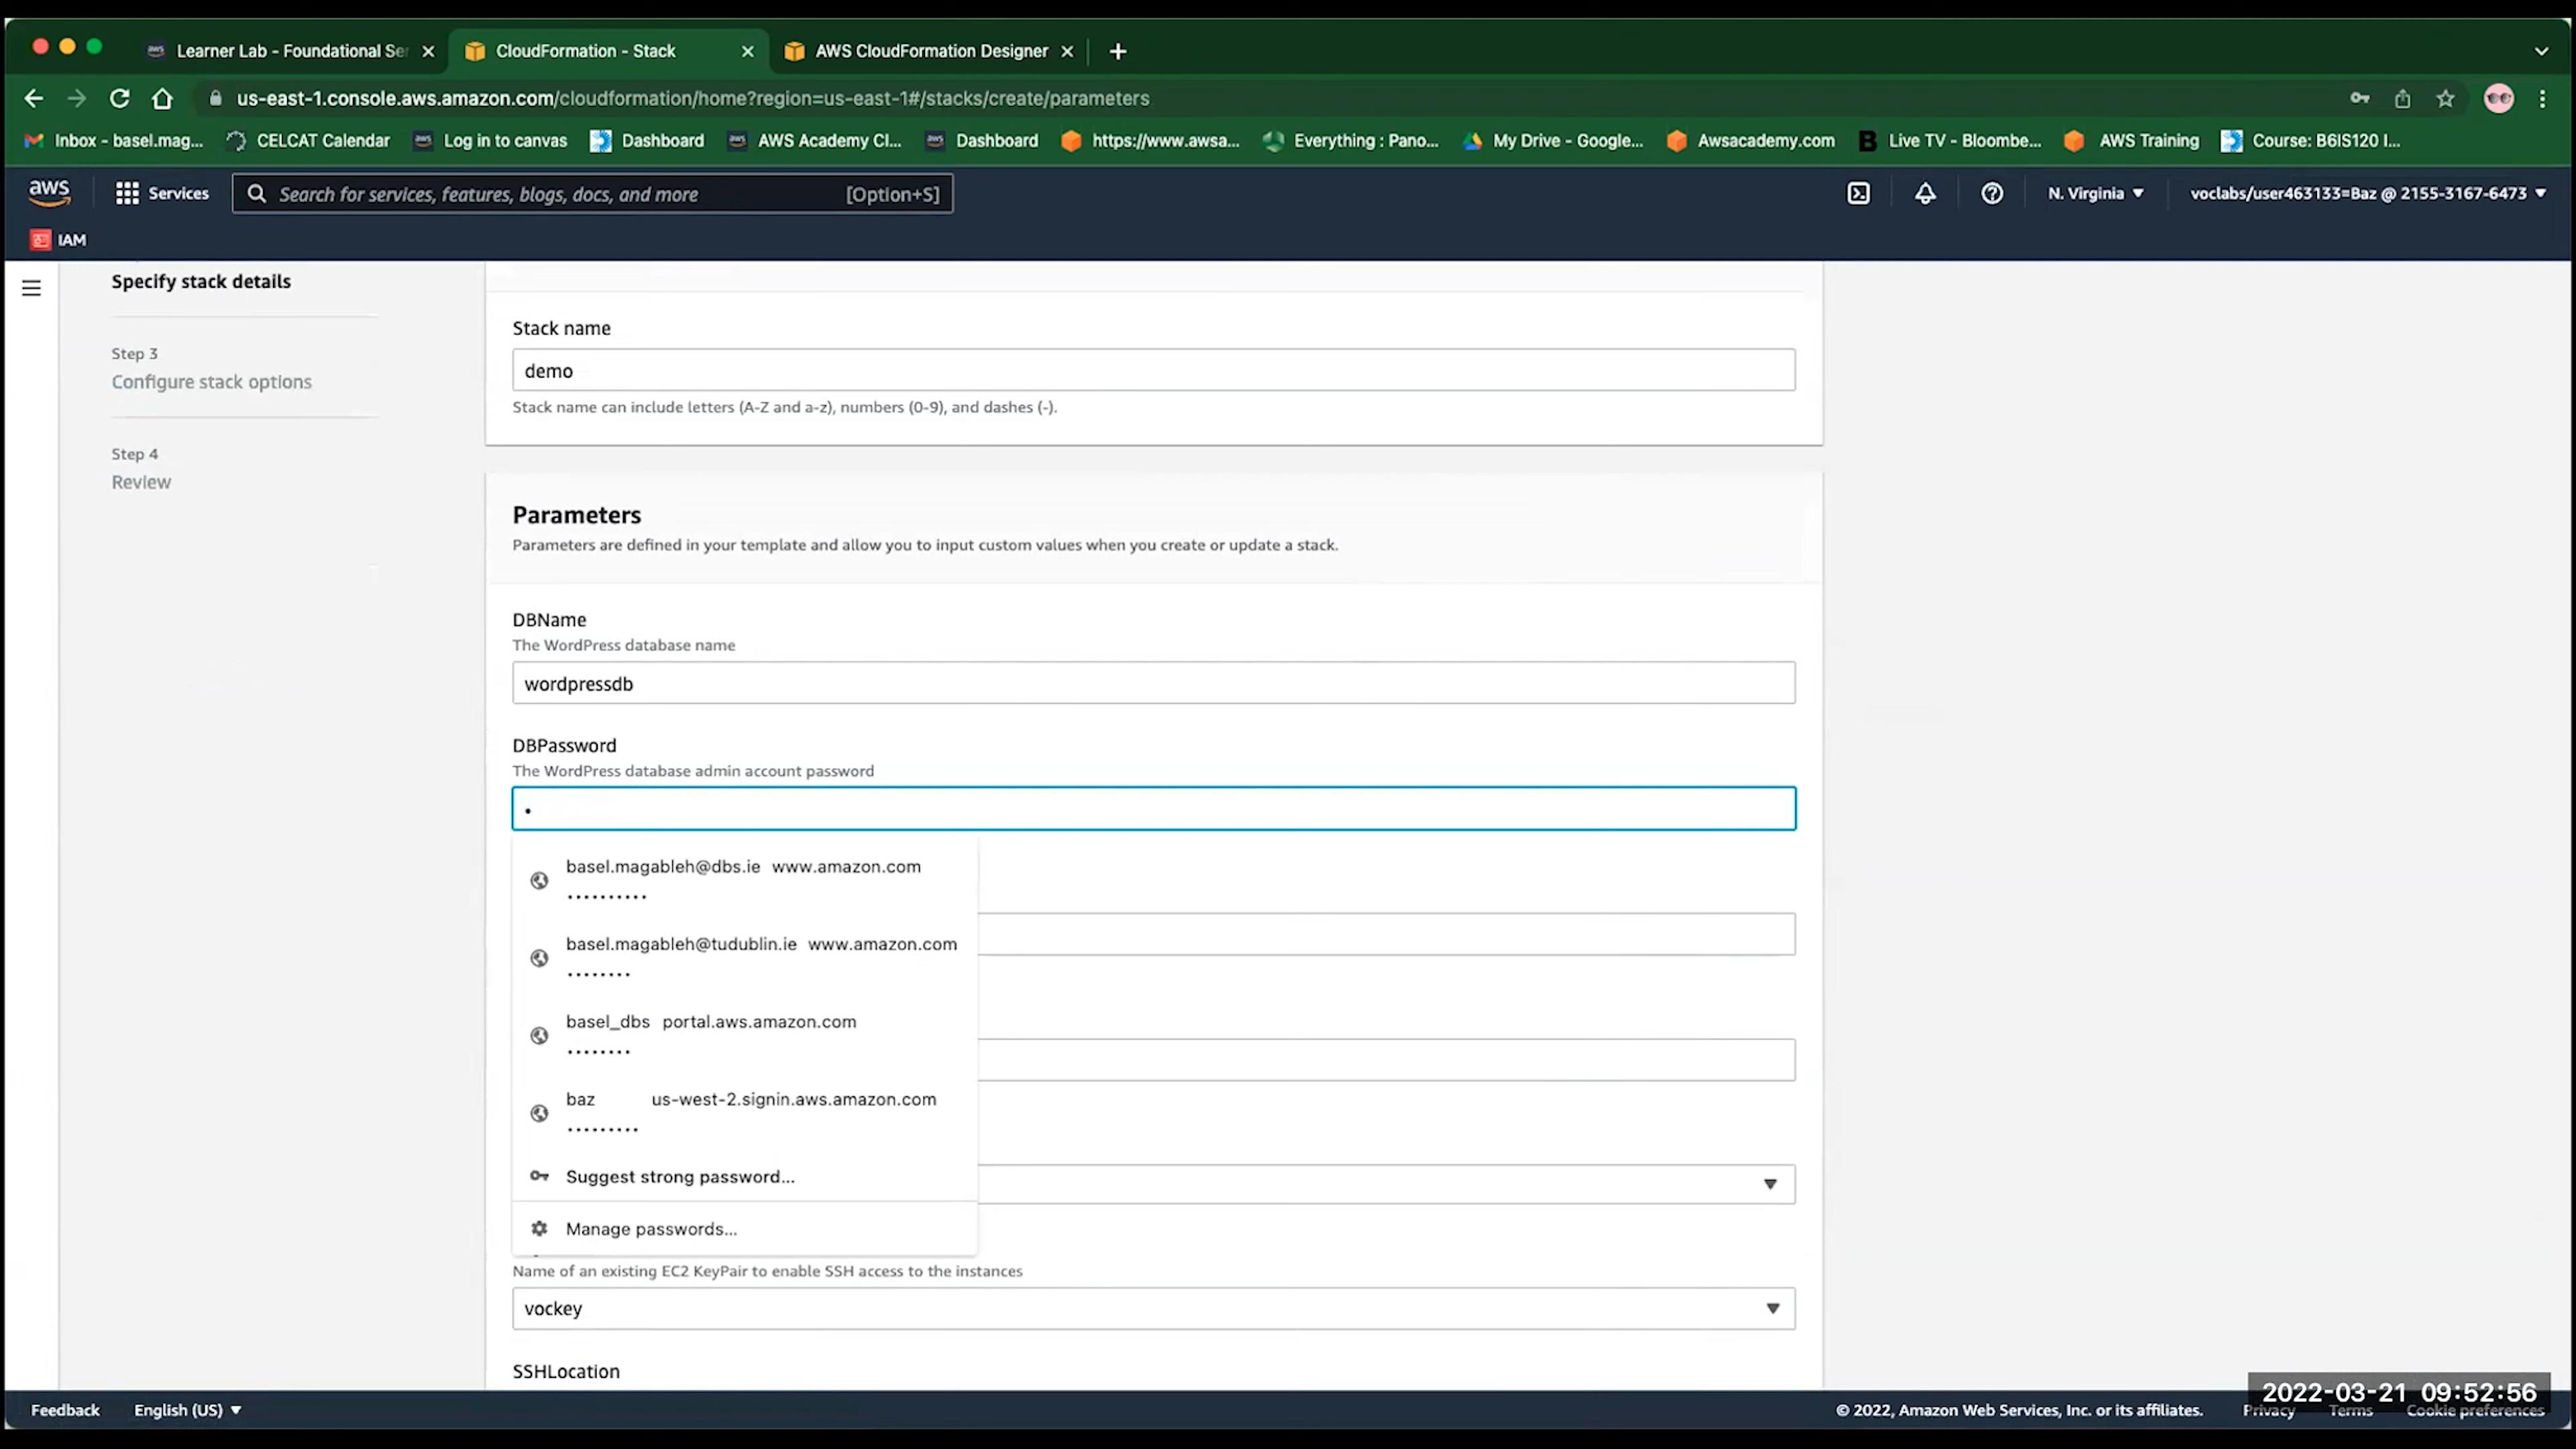 Learner Lab - Foundational Ser
CloudFormation - Stack
AWS CloudFormation Designer
us-east-1.console.aws.amazon.com/cloudformation/home?region=us-east-1#/stacks/create/parameters
Inbox - basel.mag...
CELCAT Calendar
Log in to canvas
Dashboard
AWS Academy Cl...
Dashboard
https://www.awsa...
Everything : Pano...
My Drive - Google...
Awsacademy.com
Live TV - Bloombe...
AWS Training
Course: B6IS120 I...
aws
Services
Search for services, features, blogs, docs, and more
[Option+S]
N. Virginia
voclabs/user463133=Baz @ 2155-3167-6473
IAM
Specify stack details
Step 3
Configure stack options
Step 4
Review
Stack name
demo
Stack name can include letters (A-Z and a-z), numbers (0-9), and dashes (-).
Parameters
Parameters are defined in your template and allow you to input custom values when you create or update a stack.
DBName
The WordPress database name
wordpressdb
DBPassword
The WordPress database admin account password
•
basel.magableh@dbs.ie www.amazon.com
••••••••••
basel.magableh@tudublin.ie www.amazon.com
••••••••
basel_dbs portal.aws.amazon.com
••••••••
baz us-west-2.signin.aws.amazon.com
•••••••••
Suggest strong password...
Manage passwords...
Name of an existing EC2 KeyPair to enable SSH access to the instances
vockey
SSHLocation
2022-03-21 09:52:56
Feedback
English (US)
© 2022, Amazon Web Services, Inc. or its affiliates.
Privacy
Terms
Cookie preferences